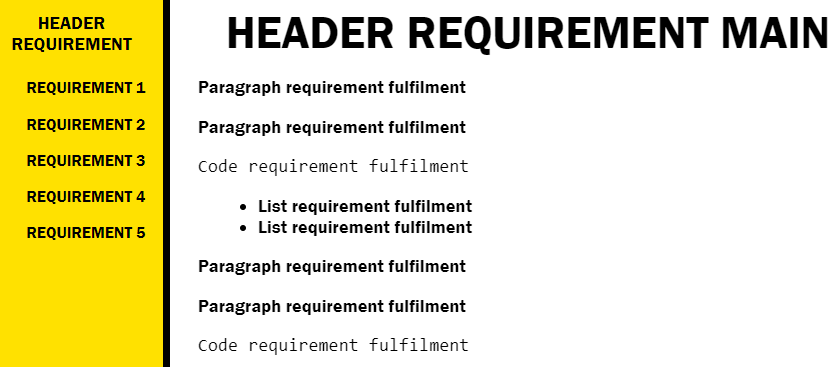 HEADER
REQUIREMENT
REQUIREMENT 1
REQUIREMENT 2
REQUIREMENT 3
REQUIREMENT 4
REQUIREMENT 5
HEADER REQUIREMENT MAIN
Paragraph requirement fulfilment
Paragraph requirement fulfilment
Code requirement fulfilment
• List requirement fulfilment
• List requirement fulfilment
Paragraph requirement fulfilment
Paragraph requirement fulfilment
Code requirement fulfilment